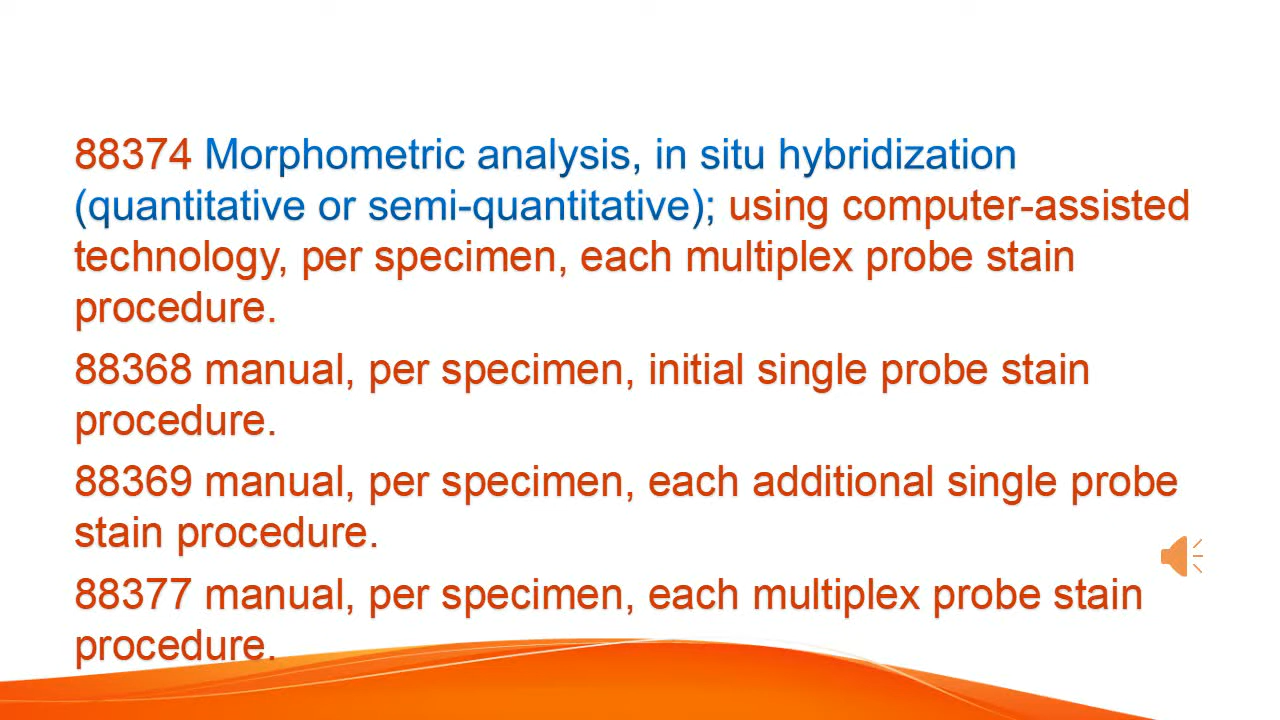 88374 Morphometric analysis, in situ hybridization
(quantitative or semi-quantitative); using computer-assisted
technology, per specimen, each multiplex probe stain
procedure.
88368 manual, per specimen, initial single probe stain
procedure.
88369 manual, per specimen, each additional single probe
stain procedure.
88377 manual, per specimen, each multiplex probe stain
procedure.